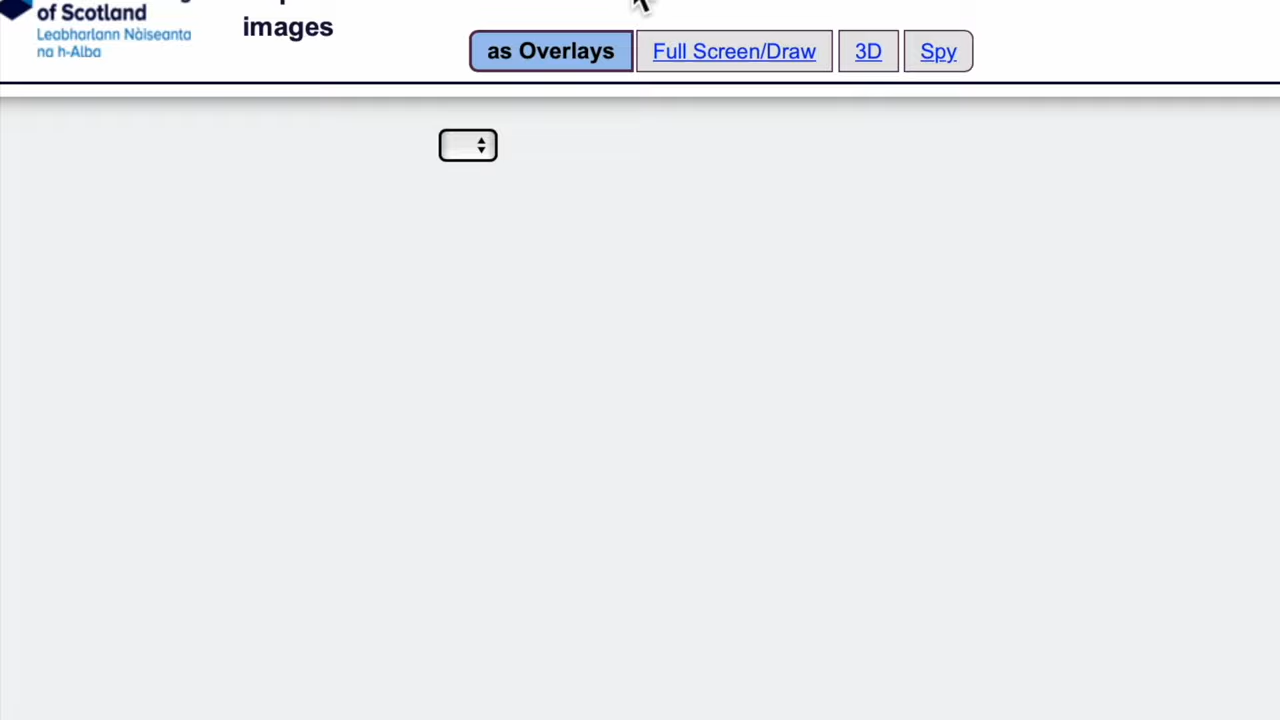 of Scotland
Leabharlann Nàiseanta
na h-Alba
images
as Overlays
Full Screen/Draw
3D
Spy